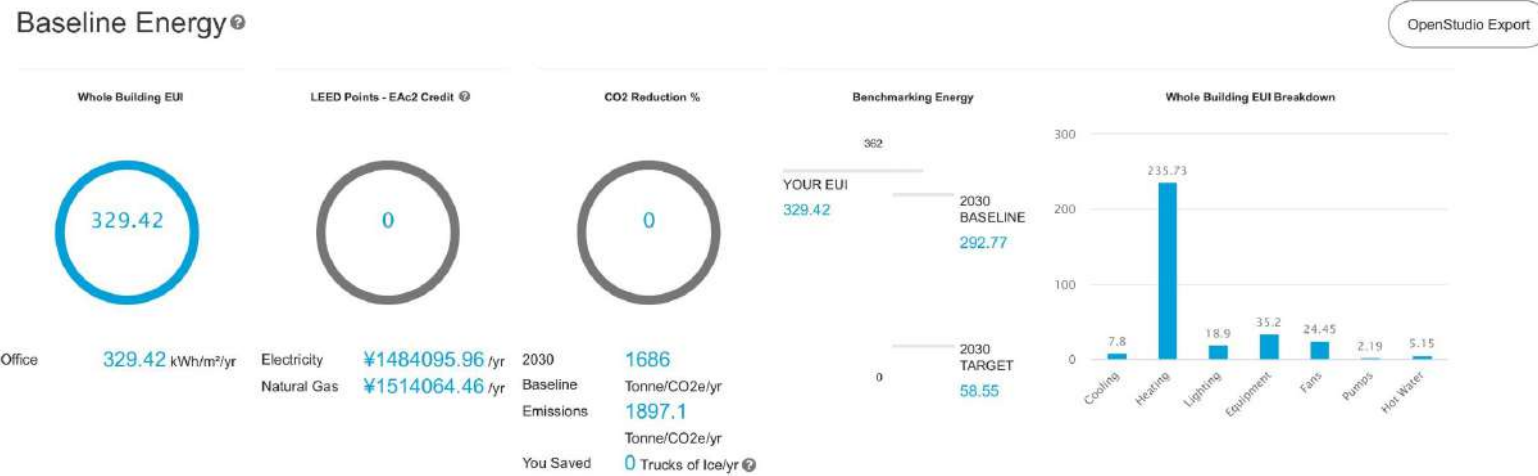 Baseline Energy
OpenStudio Export
Whole Building EUI
329.42
Office 329.42 kWh/m²/yr
LEED Points - EAc2 Credit
0
Electricity ¥1484095.96 /yr
Natural Gas ¥1514064.46 /yr
CO2 Reduction %
0
2030 1686
Baseline Tonne/CO2e/yr
Emissions 1897.1
Tonne/CO2e/yr
You Saved 0 Trucks of Ice/yr
Benchmarking Energy
362
YOUR EUI
329.42
2030
BASELINE
292.77
2030
TARGET
58.55
0
Whole Building EUI Breakdown
300
200
100
0
7.8
235.73
18.9
35.2
24.45
2.19
5.15
Cooling
Heating
Lighting
Equipment
Fans
Pumps
Hot Water